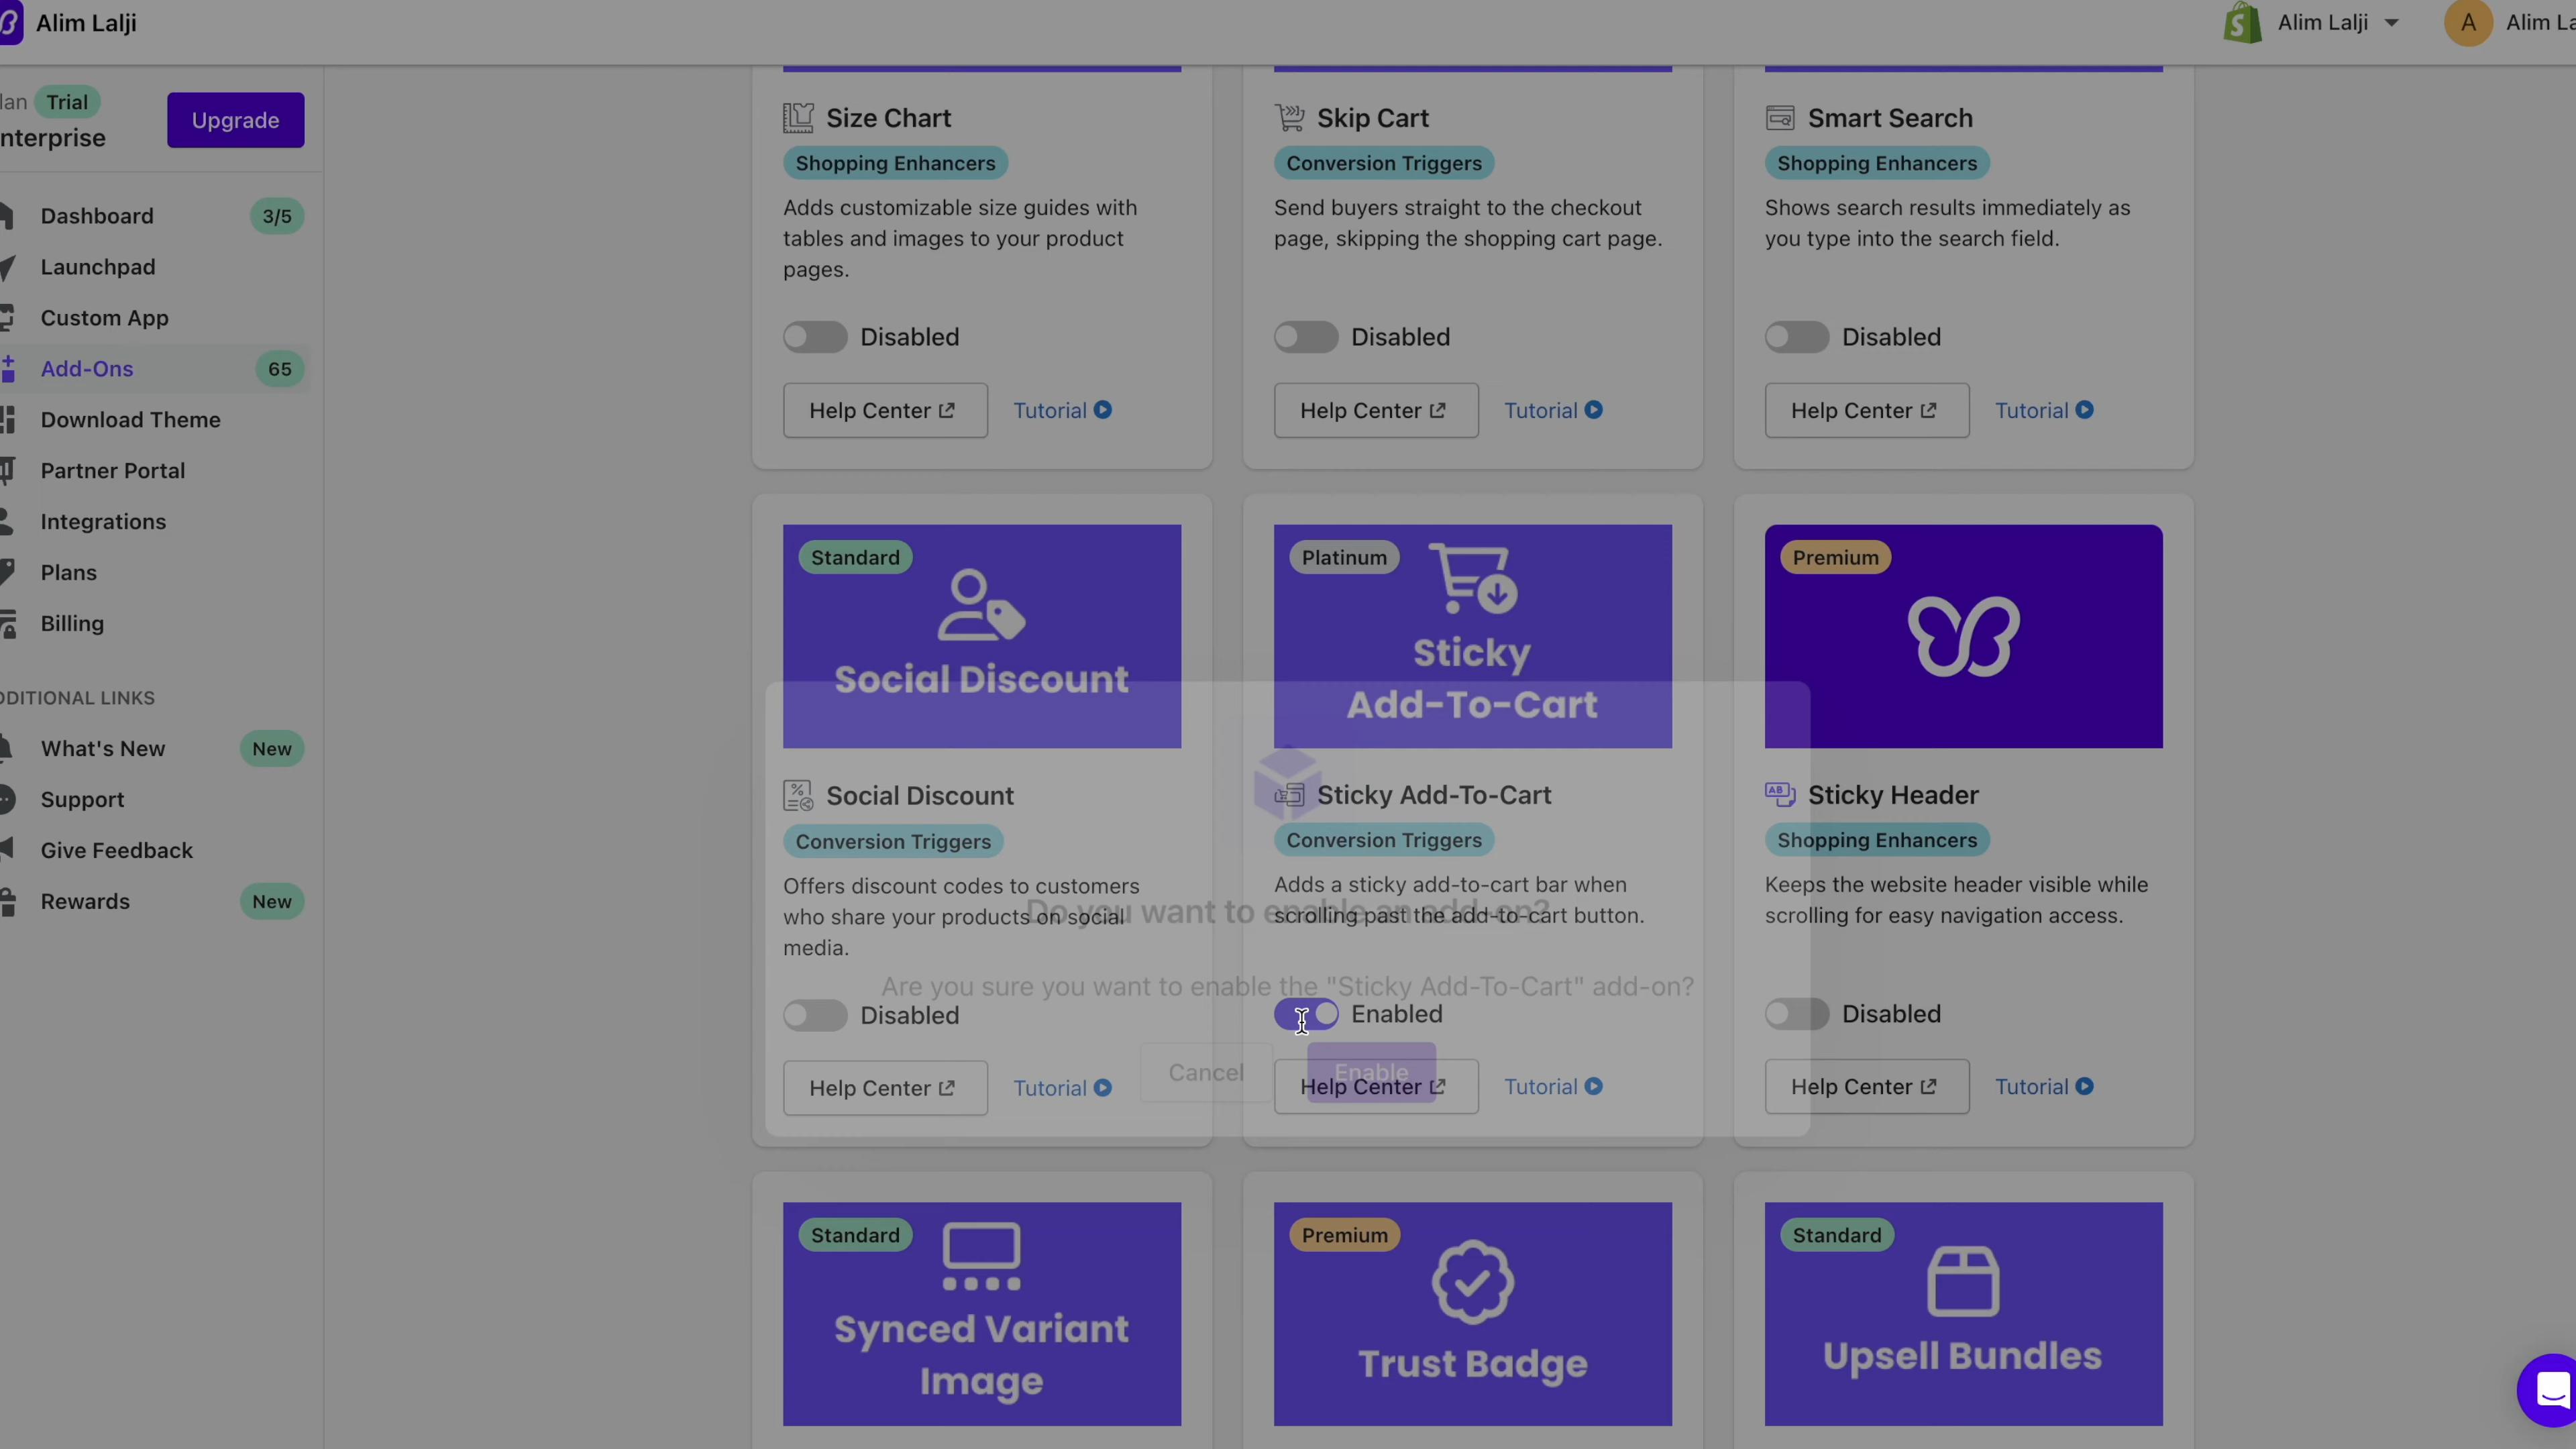 Alim Lalji
Alim Lalji
A
Alim La
lan Trial
nterprise
Upgrade
Dashboard 3/5
Launchpad
Custom App
Add-Ons 65
Download Theme
Partner Portal
Integrations
Plans
Billing
DDITIONAL LINKS
What's New New
Support
Give Feedback
Rewards New
Size Chart
Shopping Enhancers
Adds customizable size guides with
tables and images to your product
pages.
Disabled
Help Center Tutorial
Skip Cart
Conversion Triggers
Send buyers straight to the checkout
page, skipping the shopping cart page.
Disabled
Help Center Tutorial
Smart Search
Shopping Enhancers
Shows search results immediately as
you type into the search field.
Disabled
Help Center Tutorial
Standard
Social Discount
Social Discount
Conversion Triggers
Offers discount codes to customers
who share your products on social
media.
Disabled
Help Center Tutorial
Platinum
Sticky
Add-To-Cart
Sticky Add-To-Cart
Conversion Triggers
Adds a sticky add-to-cart bar when
scrolling past the add-to-cart button.
Enabled
Help Center Tutorial
Premium
Sticky Header
AB
Shopping Enhancers
Keeps the website header visible while
scrolling for easy navigation access.
Disabled
Help Center Tutorial
Do you want to enable an add-on?
Are you sure you want to enable the "Sticky Add-To-Cart" add-on?
Cancel
Enable
Standard
Synced Variant
Image
Premium
Trust Badge
Standard
Upsell Bundles